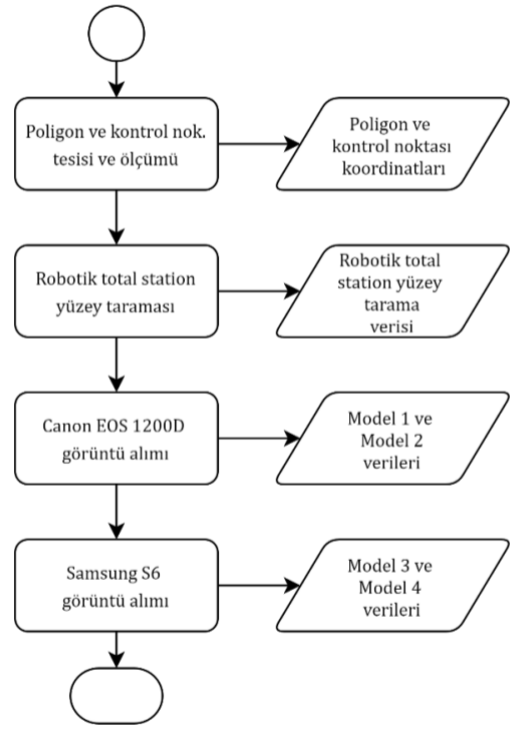 Poligon ve kontrol nok.
tesisi ve ölçümü
Poligon ve
kontrol noktası
koordinatları
Robotik total station
yüzey taraması
Robotik total
station yüzey
tarama
verisi
Canon EOS 1200D
görüntü alımı
Model 1 ve
Model 2
verileri
Samsung S6
görüntü alımı
Model 3 ve
Model 4
verileri